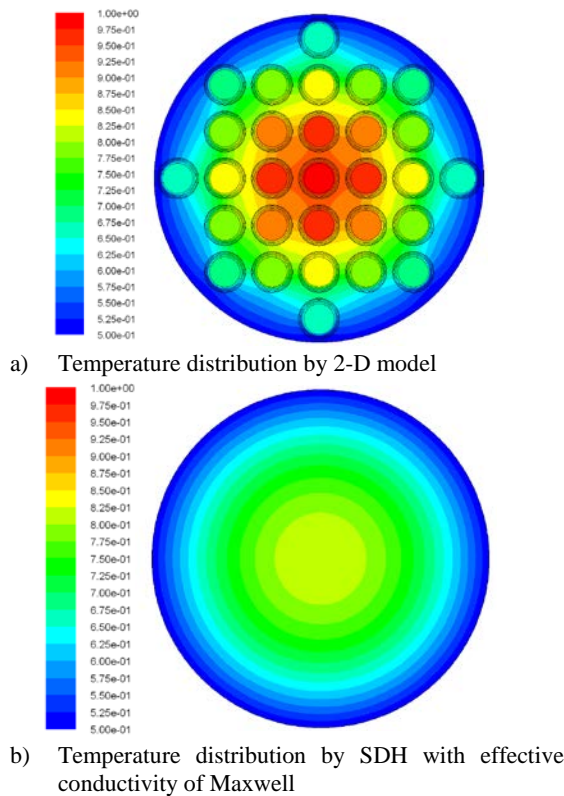 1.00e+00
9.75e-01
9.50e-01
9.25e-01
9.00e-01
8.75e-01
8.50e-01
8.25e-01
8.00e-01
7.75e-01
7.50e-01
7.25e-01
7.00e-01
6.75e-01
6.50e-01
6.25e-01
6.00e-01
5.75e-01
5.50e-01
5.25e-01
5.00e-01
a) Temperature distribution by 2-D model
1.00e+00
9.75e-01
9.50e-01
9.25e-01
9.00e-01
8.75e-01
8.50e-01
8.25e-01
8.00e-01
7.75e-01
7.50e-01
7.25e-01
7.00e-01
6.75e-01
6.50e-01
6.25e-01
6.00e-01
5.75e-01
5.50e-01
5.25e-01
5.00e-01
b) Temperature distribution by SDH with effective
conductivity of Maxwell